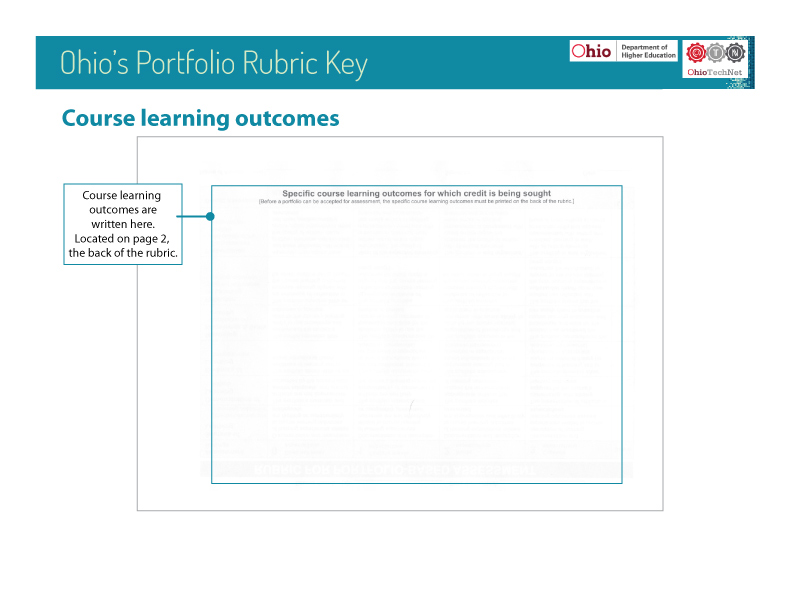 Ohio's Portfolio Rubric Key
Ohio
Department of
Higher Education
OTN
OhioTechNet
Course learning outcomes
Course learning
outcomes are
written here.
Located on page 2,
the back of the rubric.
Specific course learning outcomes for which credit is being sought
[Before a portfolio can be accepted for assessment, the specific course learning outcomes must be printed on the back of the rubric.]